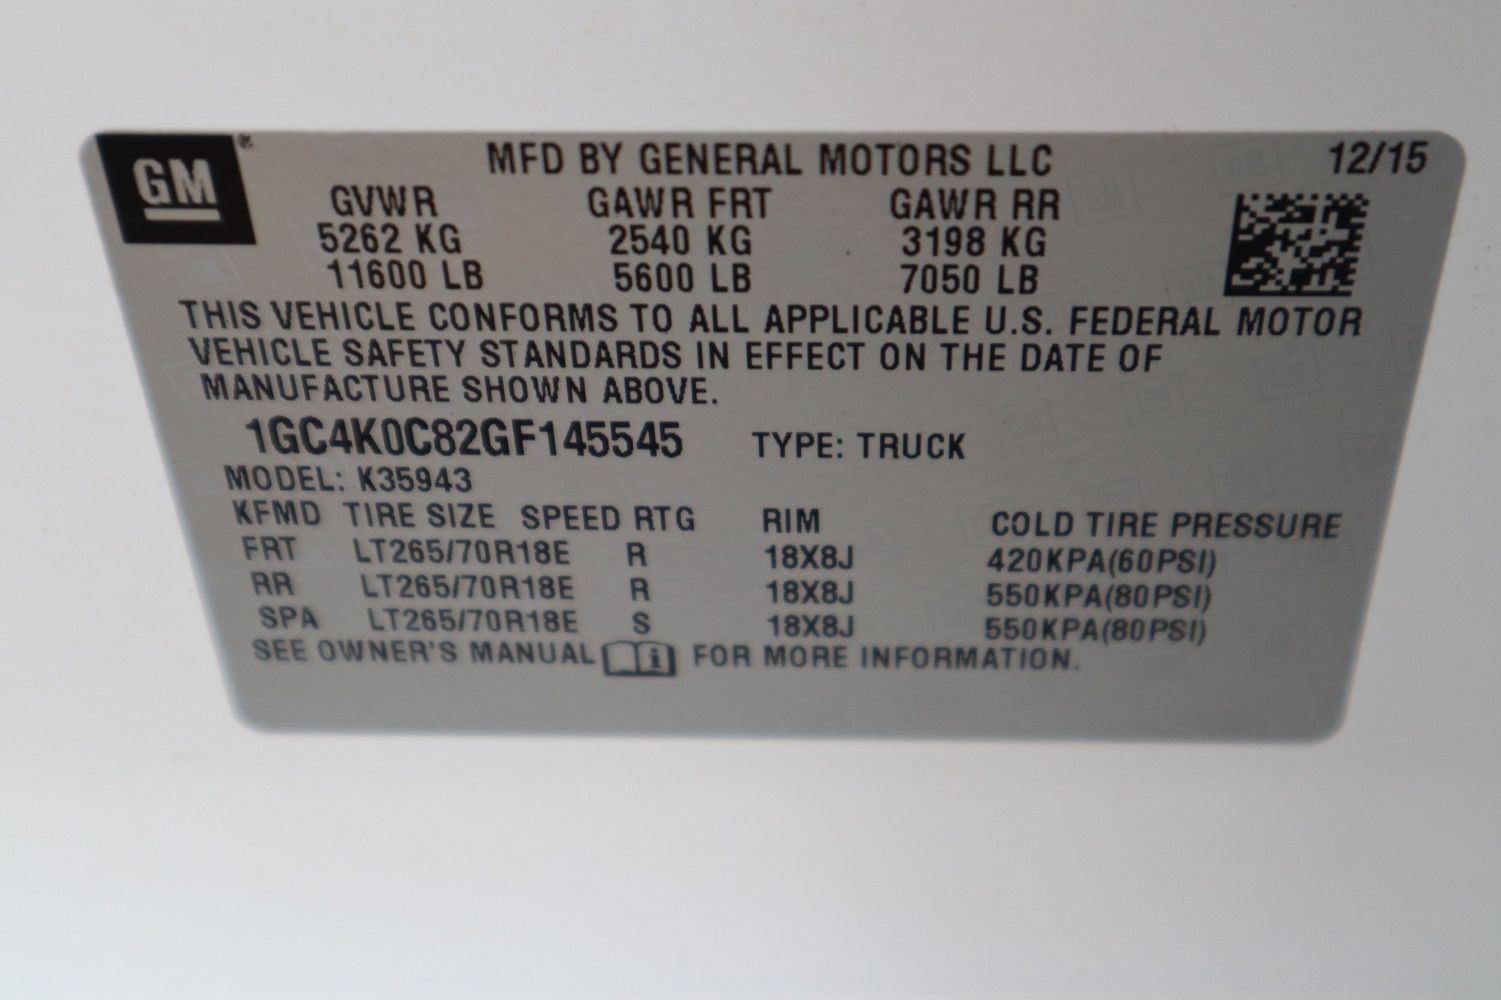 GM
MFD BY GENERAL MOTORS LLC 12/15
GVWR GAWR FRT GAWR RR
5262 KG 2540 KG 3198 KG
11600 LB 5600 LB 7050 LB
THIS VEHICLE CONFORMS TO ALL APPLICABLE U.S. FEDERAL MOTOR
VEHICLE SAFETY STANDARDS IN EFFECT ON THE DATE OF
MANUFACTURE SHOWN ABOVE.
1GC4K0C82GF145545 TYPE: TRUCK
MODEL: K35943
KFMD TIRE SIZE SPEED RTG RIM COLD TIRE PRESSURE
FRT LT265/70R18E R 18X8J 420KPA(60PSI)
RR LT265/70R18E R 18X8J 550KPA(80PSI)
SPA LT265/70R18E S 18X8J 550KPA(80PSI)
SEE OWNER'S MANUAL i FOR MORE INFORMATION.